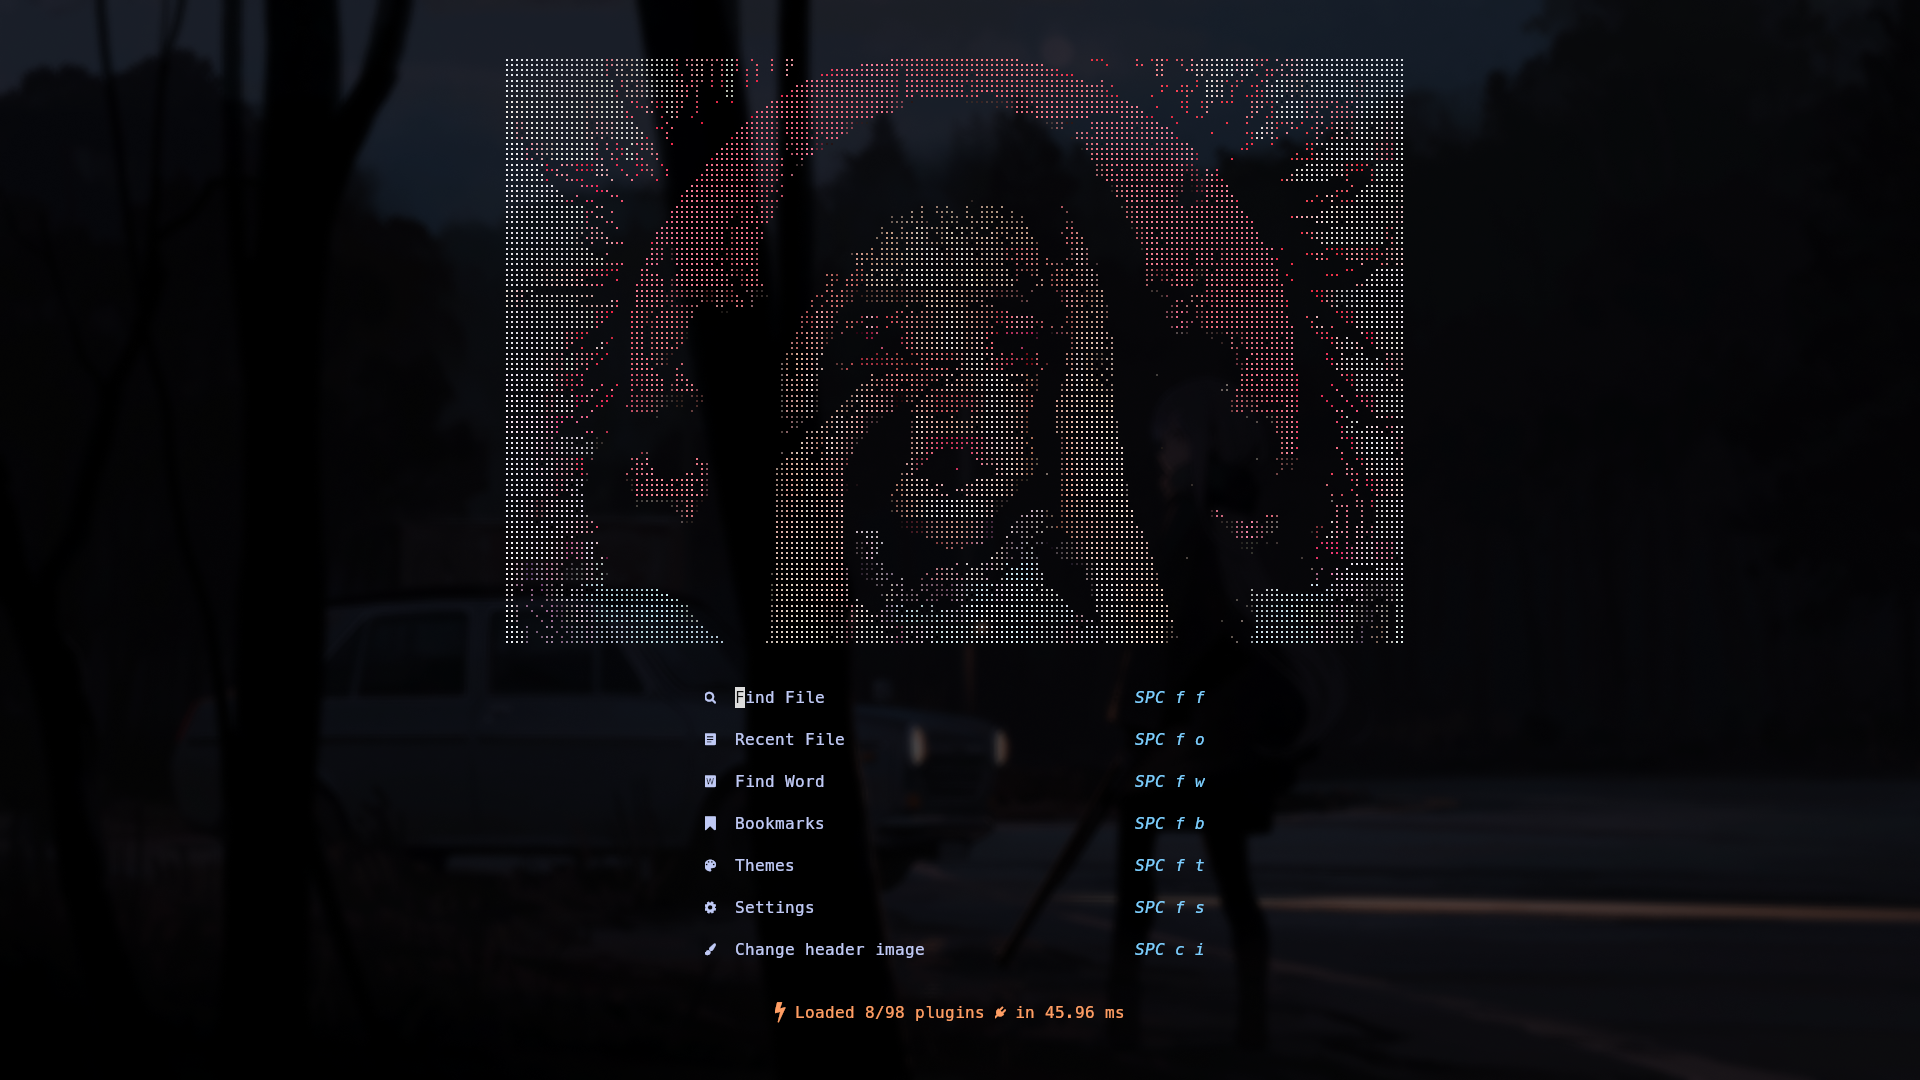 Find File SPC f f
Recent File SPC f o
Find Word SPC f w
Bookmarks SPC f b
Themes SPC f t
Settings SPC f s
Change header image SPC c i
Loaded 8/98 plugins in 45.96 ms